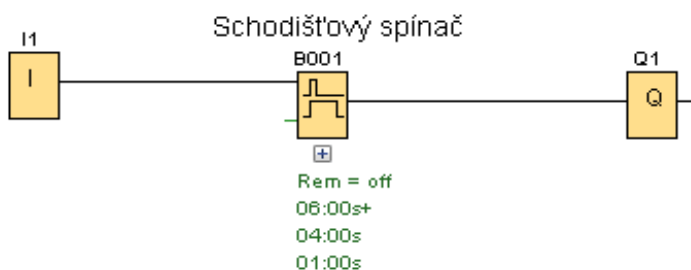 Schodišťový spínač
I1
B001
Q1
I
Q
Rem = off
06:00s+
04:00s
01:00s